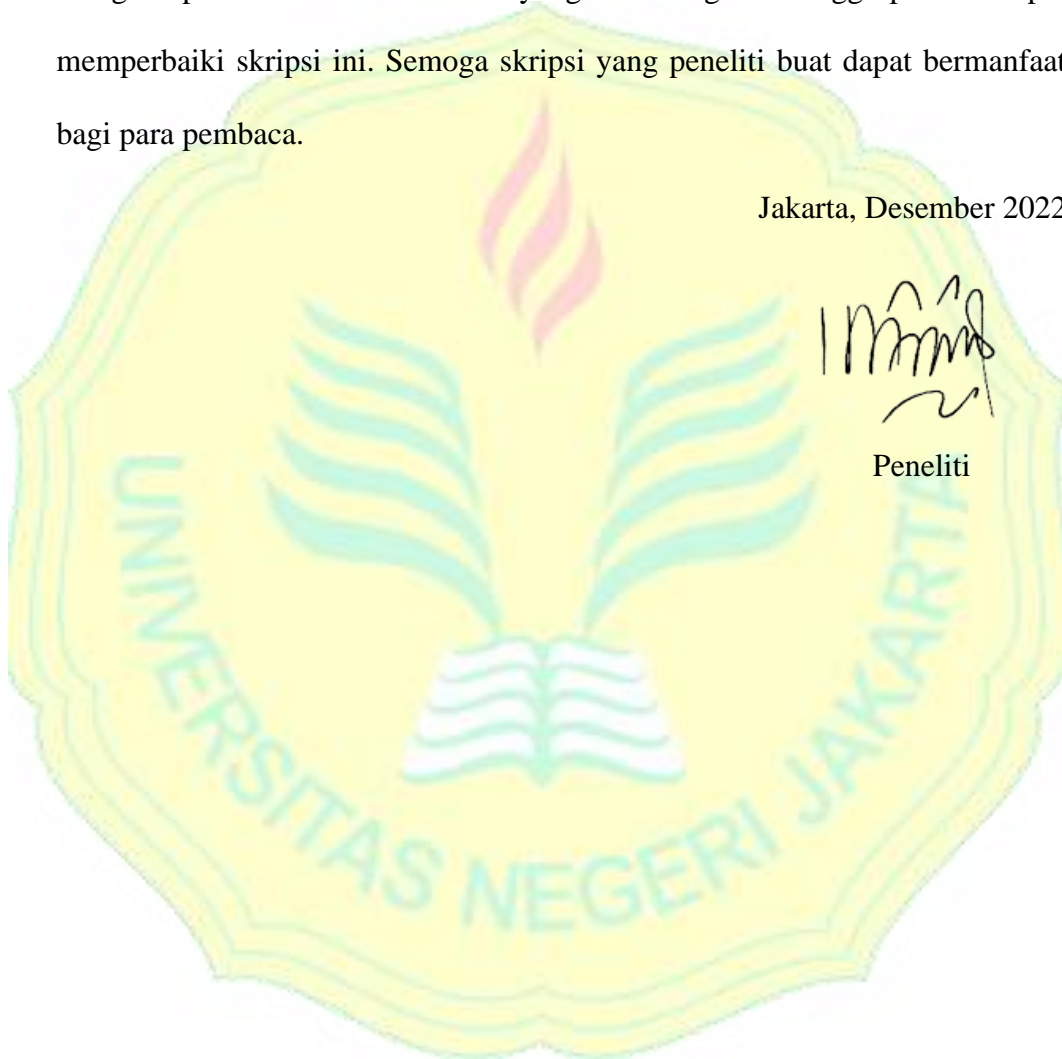 memperbaiki skripsi ini. Semoga skripsi yang peneliti buat dapat bermanfaat
bagi para pembaca.
Jakarta, Desember 2022
Peneliti
UNIVERSITAS NEGERI JAKARTA